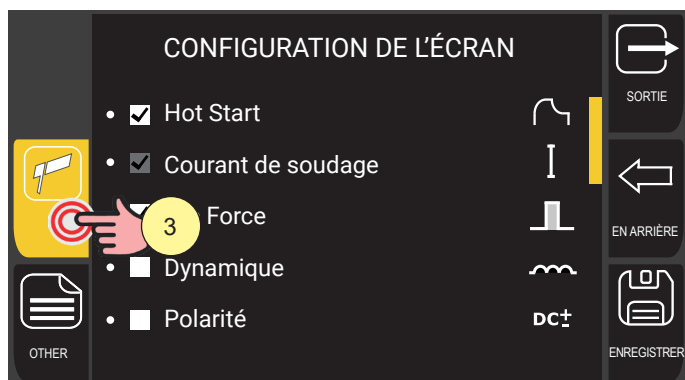 CONFIGURATION DE L'ÉCRAN
SORTIE
Hot Start
Courant de soudage
3
Force
EN ARRIÈRE
Dynamique
Polarité
DC±
OTHER
ENREGISTRER